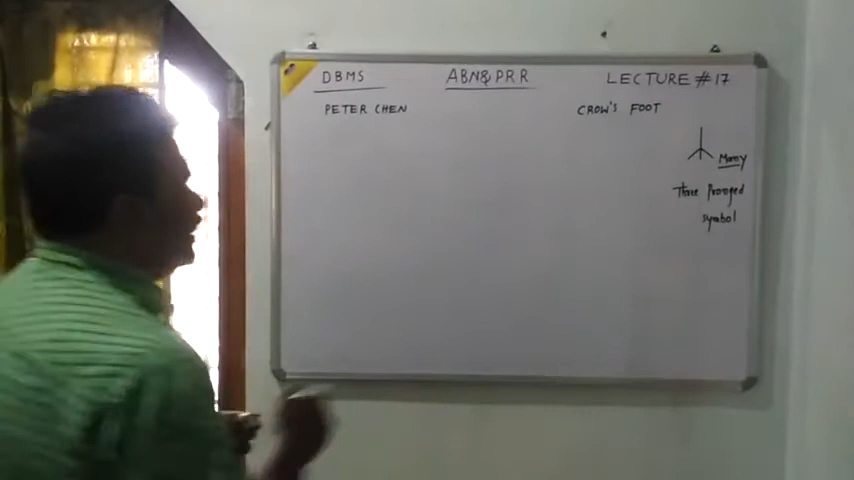 DBMS
ABN&PRR
LECTURE #17
PETER CHEN
CROW'S FOOT
Many
Three Pronged
symbol